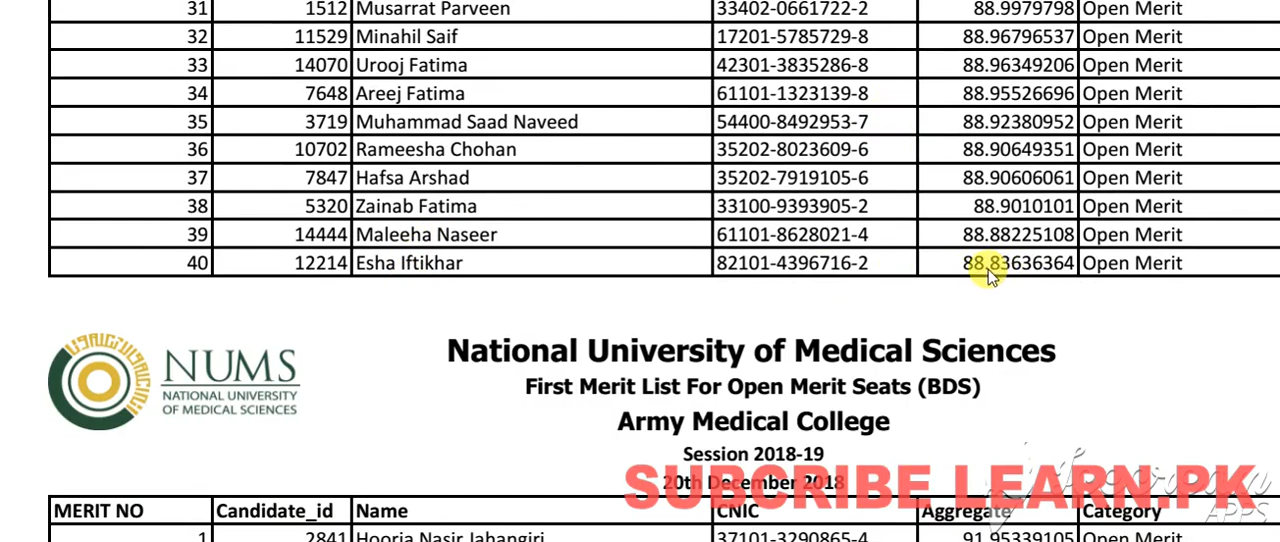 31 1512 Musarrat Parveen 33402-0661722-2 88.9979798 Open Merit
32 11529 Minahil Saif 17201-5785729-8 88.96796537 Open Merit
33 14070 Urooj Fatima 42301-3835286-8 88.96349206 Open Merit
34 7648 Areej Fatima 61101-1323139-8 88.95526696 Open Merit
35 3719 Muhammad Saad Naveed 54400-8492953-7 88.92380952 Open Merit
36 10702 Rameesha Chohan 35202-8023609-6 88.90649351 Open Merit
37 7847 Hafsa Arshad 35202-7919105-6 88.90606061 Open Merit
38 5320 Zainab Fatima 33100-9393905-2 88.9010101 Open Merit
39 14444 Maleeha Naseer 61101-8628021-4 88.88225108 Open Merit
40 12214 Esha Iftikhar 82101-4396716-2 88.83636364 Open Merit
NUMS
NATIONAL UNIVERSITY
OF MEDICAL SCIENCES
National University of Medical Sciences
First Merit List For Open Merit Seats (BDS)
Army Medical College
Session 2018-19
20th December 2018
SUBCRIBE LEARN.PK
APPS
MERIT NO Candidate_id Name CNIC Aggregate Category
1 2841 Hooria Nasir Jahangiri 37101-3290865-4 91.95339105 Open Merit